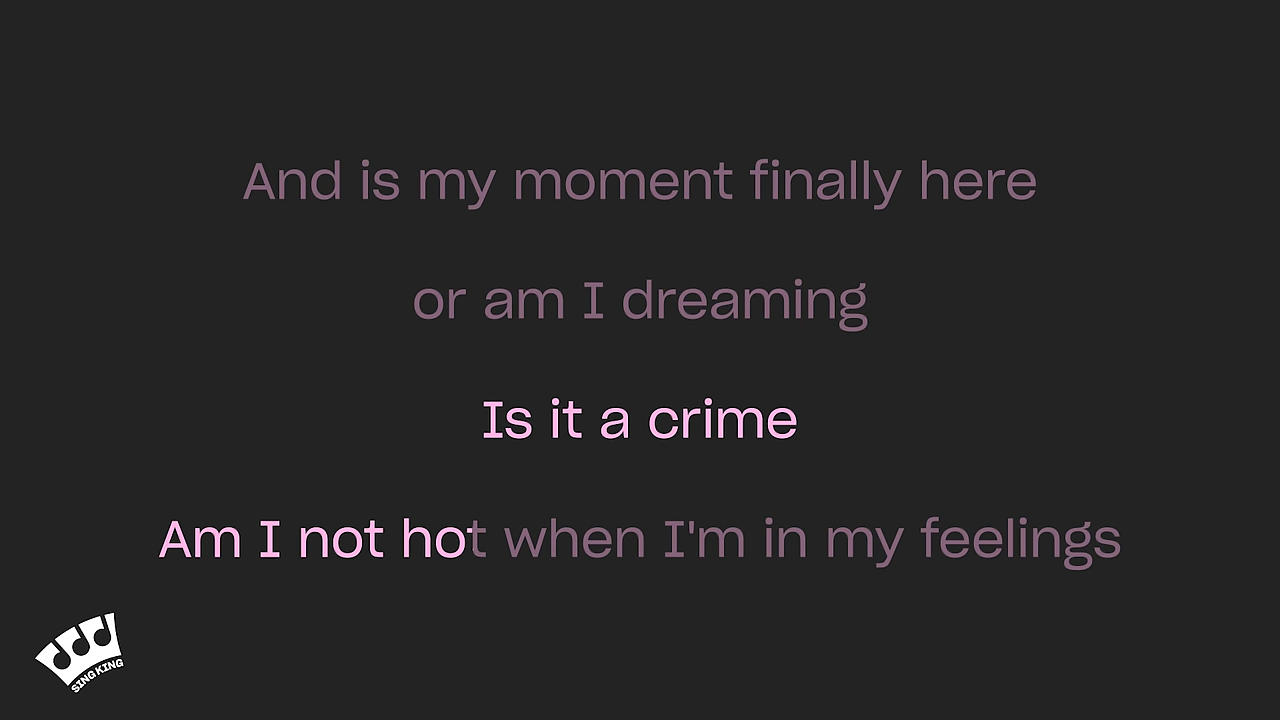 And is my moment finally here
or am I dreaming
Is it a crime
Am I not hot when I'm in my feelings
SING KING